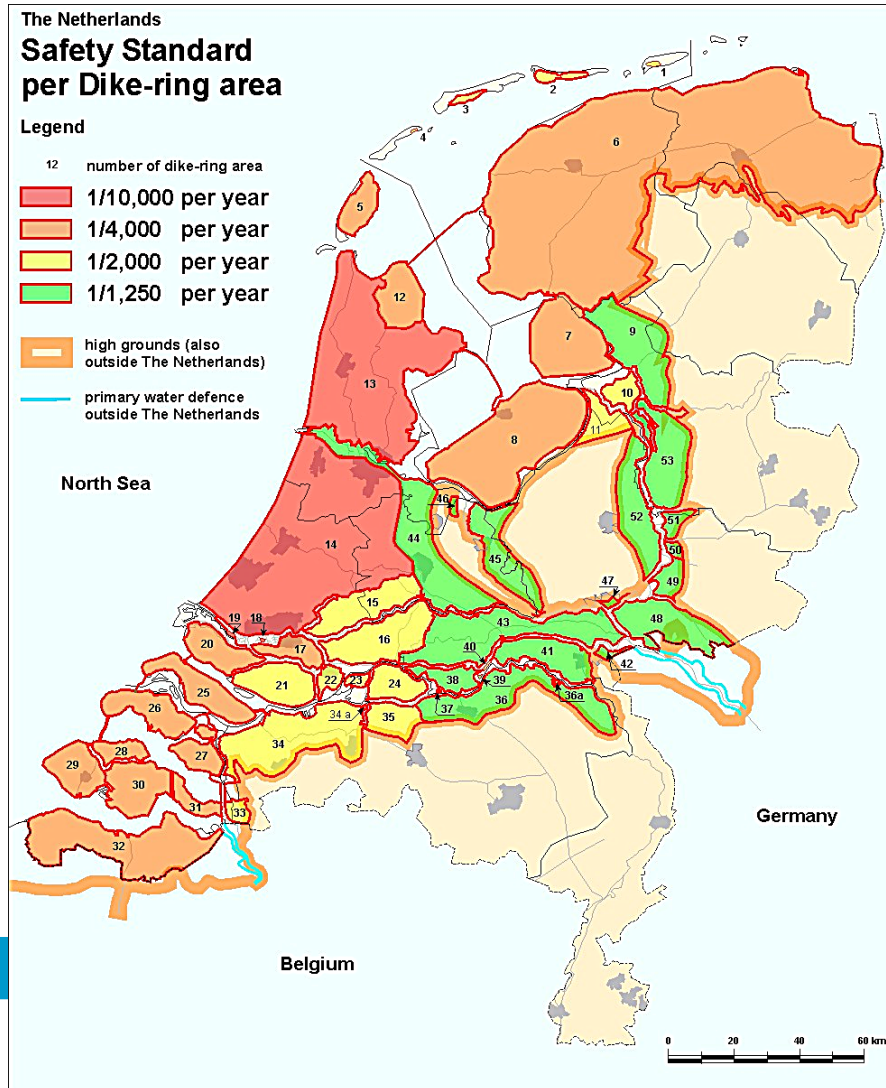 The Netherlands
Safety Standard
per Dike-ring area
Legend
12 number of dike-ring area
1/10,000 per year
1/4,000 per year
1/2,000 per year
1/1,250 per year
high grounds (also
outside The Netherlands)
primary water defence
outside The Netherlands
North Sea
Germany
Belgium
1
2
3
4
5
6
7
8
9
10
11
12
13
14
15
16
17
18
19
20
21
22
23
24
25
26
27
28
29
30
31
32
33
34
34 a
35
36
36a
37
38
39
40
41
42
43
44
45
46
47
48
49
50
51
52
53
0 20 40 60 km